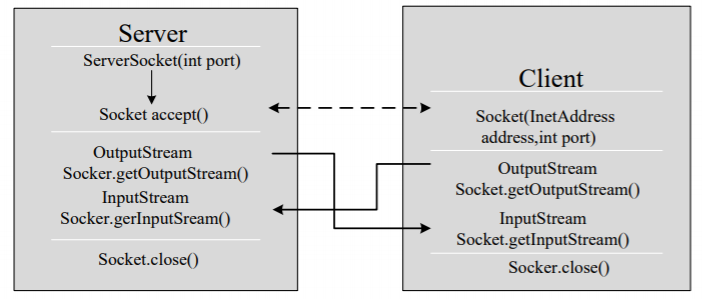 Server
ServerSocket(int port)
Socket accept()
OutputStream
Socker.getOutputStream()
InputStream
Socker.gerInputSream()
Socket.close()
Client
Socket(InetAddress
address,int port)
OutputStream
Socket.getOutputStream()
InputStream
Socket.getInputStream()
Socker.close()